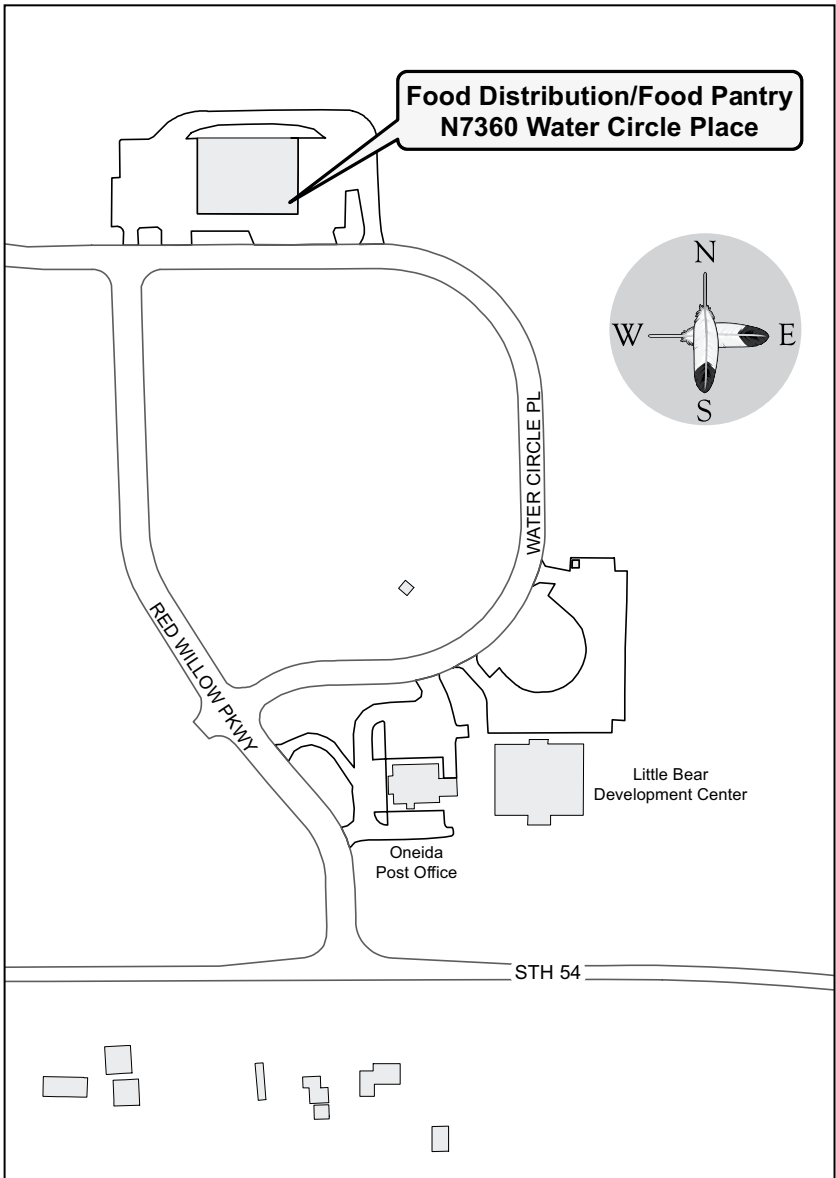 Food Distribution/Food Pantry
N7360 Water Circle Place
N
W
E
S
WATER CIRCLE PL
RED WILLOW PKWY
Little Bear
Development Center
Oneida
Post Office
STH 54